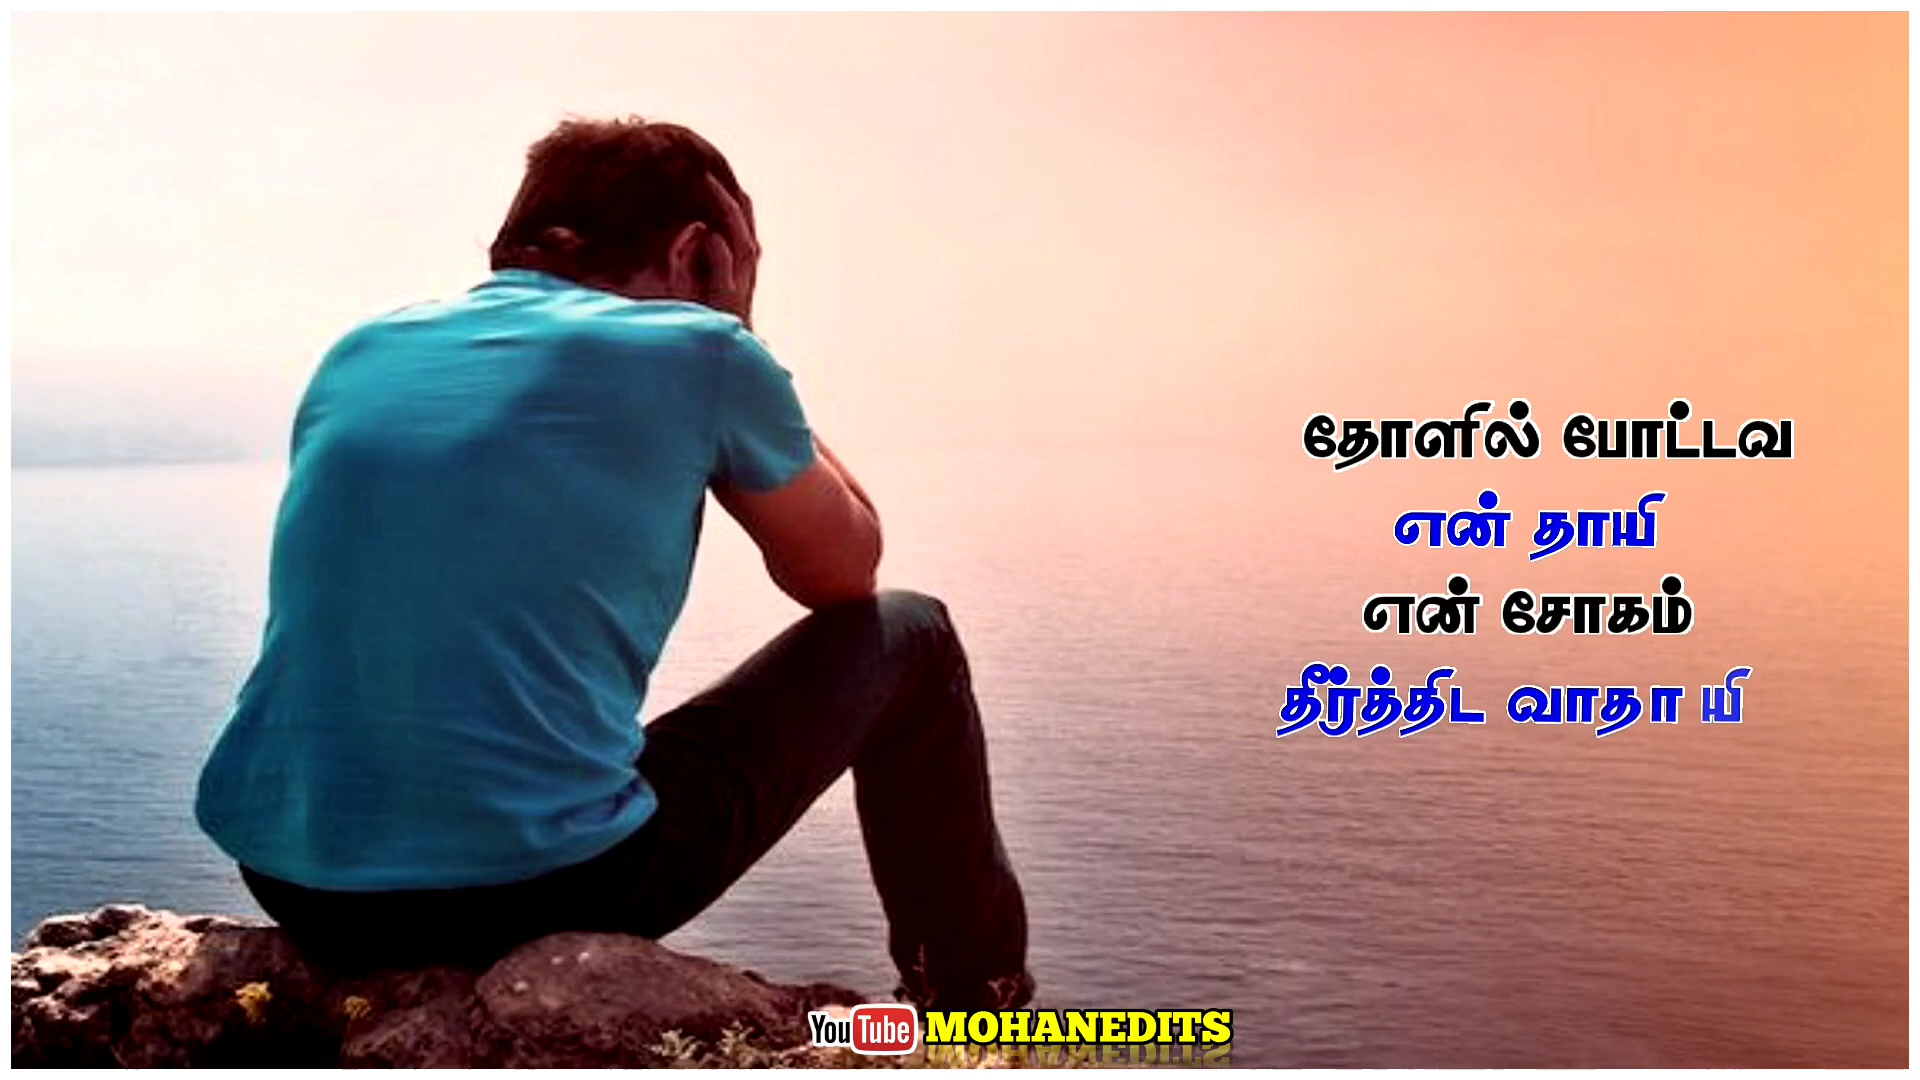 தோளில் போட்டவ
என் தாயி
என் சோகம்
தீர்த்திட வாதாயி
YouTube MOHANEDITS